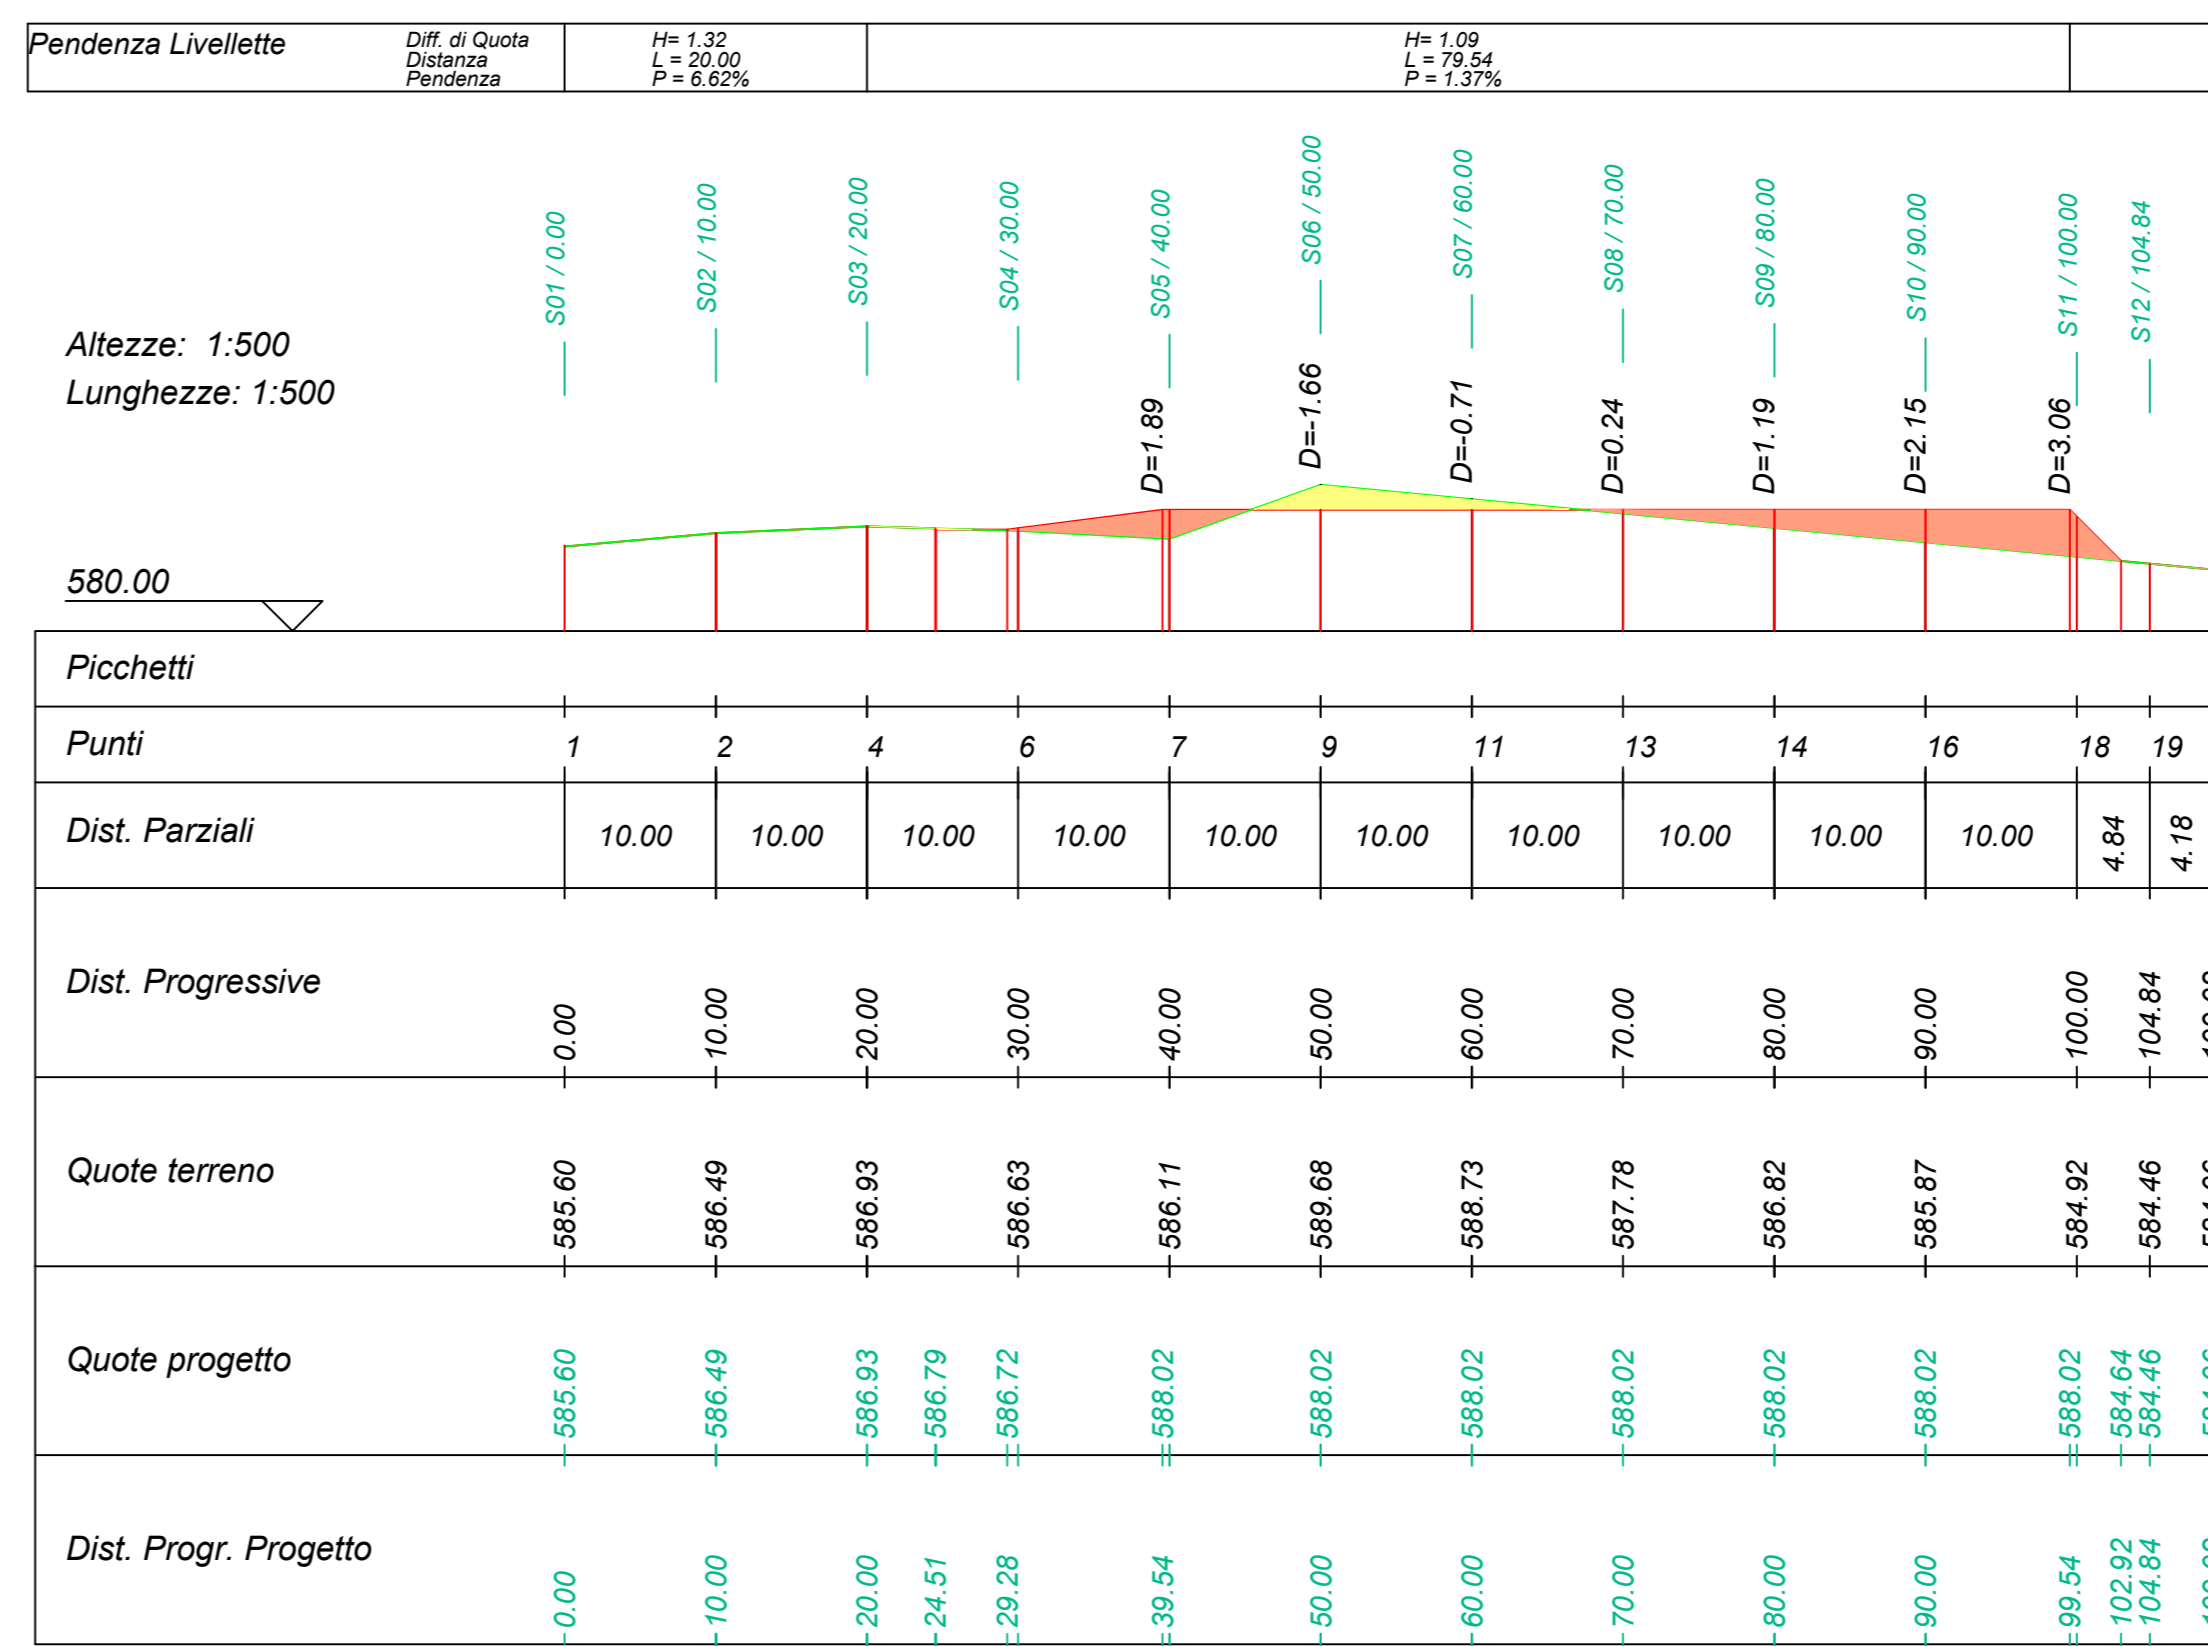 Pendenza Livellette
Diff. di Quota
Distanza
Pendenza
H= 1.32
L = 20.00
P = 6.62%
H= 1.09
L = 79.54
P = 1.37%
S01 / 0.00
S02 / 10.00
S03 / 20.00
S04 / 30.00
S05 / 40.00
S06 / 50.00
S07 / 60.00
S08 / 70.00
S09 / 80.00
S10 / 90.00
S11 / 100.00
S12 / 104.84
Altezze: 1:500
Lunghezze: 1:500
D=1.89
D=-1.66
D=-0.71
D=0.24
D=1.19
D=2.15
D=3.06
580.00
Picchetti
Punti 1 2 4 6 7 9 11 13 14 16 18 19
Dist. Parziali 10.00 10.00 10.00 10.00 10.00 10.00 10.00 10.00 10.00 10.00 4.84 4.18
Dist. Progressive 0.00 10.00 20.00 30.00 40.00 50.00 60.00 70.00 80.00 90.00 100.00 104.84
Quote terreno 585.60 586.49 586.93 586.63 586.11 589.68 588.73 587.78 586.82 585.87 584.92 584.46
Quote progetto 585.60 586.49 586.93 586.79 586.72 588.02 588.02 588.02 588.02 588.02 588.02 588.02 584.64 584.46
Dist. Progr. Progetto 0.00 10.00 20.00 24.51 29.28 39.54 50.00 60.00 70.00 80.00 90.00 99.54 102.92 104.84